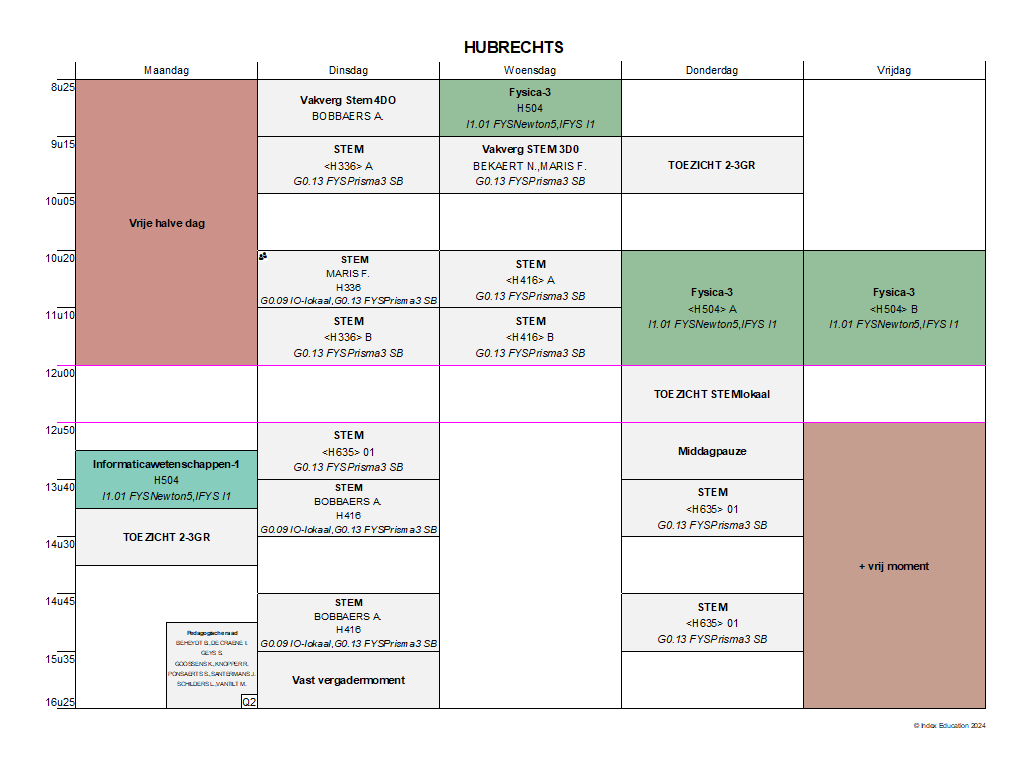 HUBRECHTS
Maandag
Dinsdag
Woensdag
Donderdag
Vrijdag
8u25
9u15
10u05
10u20
11u10
12u00
12u50
13u40
14u30
14u45
15u35
16u25
Vrije halve dag
Informaticawetenschappen-1
H504
I1.01 FYSNewton5,IFYS I1
TOEZICHT 2-3GR
Pedagogische raad
BEHEYDT B.,DE CRAENE I.
GEYS S.
GOOSSENS K.,KNOPPER R.
PONSAERTS S.,SANTERMANS J.
SCHILDERS L.,VANTILT M.
Q2
Vakverg Stem 4DO
BOBBAERS A.
STEM
<H336> A
G0.13 FYSPrisma3 SB
STEM
MARIS F.
H336
G0.09 IO-lokaal,G0.13 FYSPrisma3 SB
STEM
<H336> B
G0.13 FYSPrisma3 SB
STEM
<H635> 01
G0.13 FYSPrisma3 SB
STEM
BOBBAERS A.
H416
G0.09 IO-lokaal,G0.13 FYSPrisma3 SB
STEM
BOBBAERS A.
H416
G0.09 IO-lokaal,G0.13 FYSPrisma3 SB
Vast vergadermoment
Fysica-3
H504
I1.01 FYSNewton5,IFYS I1
Vakverg STEM 3D0
BEKAERT N.,MARIS F.
G0.13 FYSPrisma3 SB
STEM
<H416> A
G0.13 FYSPrisma3 SB
STEM
<H416> B
G0.13 FYSPrisma3 SB
TOEZICHT 2-3GR
Fysica-3
<H504> A
I1.01 FYSNewton5,IFYS I1
TOEZICHT STEMlokaal
Middagpauze
STEM
<H635> 01
G0.13 FYSPrisma3 SB
STEM
<H635> 01
G0.13 FYSPrisma3 SB
Fysica-3
<H504> B
I1.01 FYSNewton5,IFYS I1
+ vrij moment
© Index Education 2024